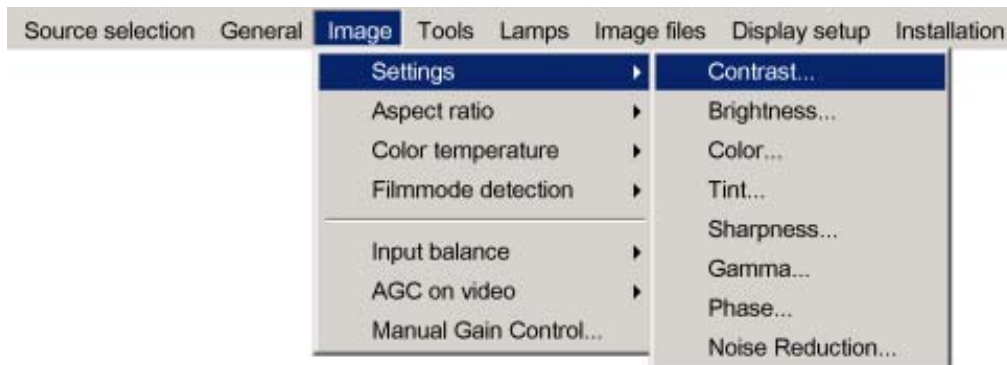 Source selection General Image Tools Lamps Image files Display setup Installation
Settings
Aspect ratio
Color temperature
Filmmode detection
Input balance
AGC on video
Manual Gain Control...
Contrast...
Brightness...
Color...
Tint...
Sharpness...
Gamma...
Phase...
Noise Reduction...